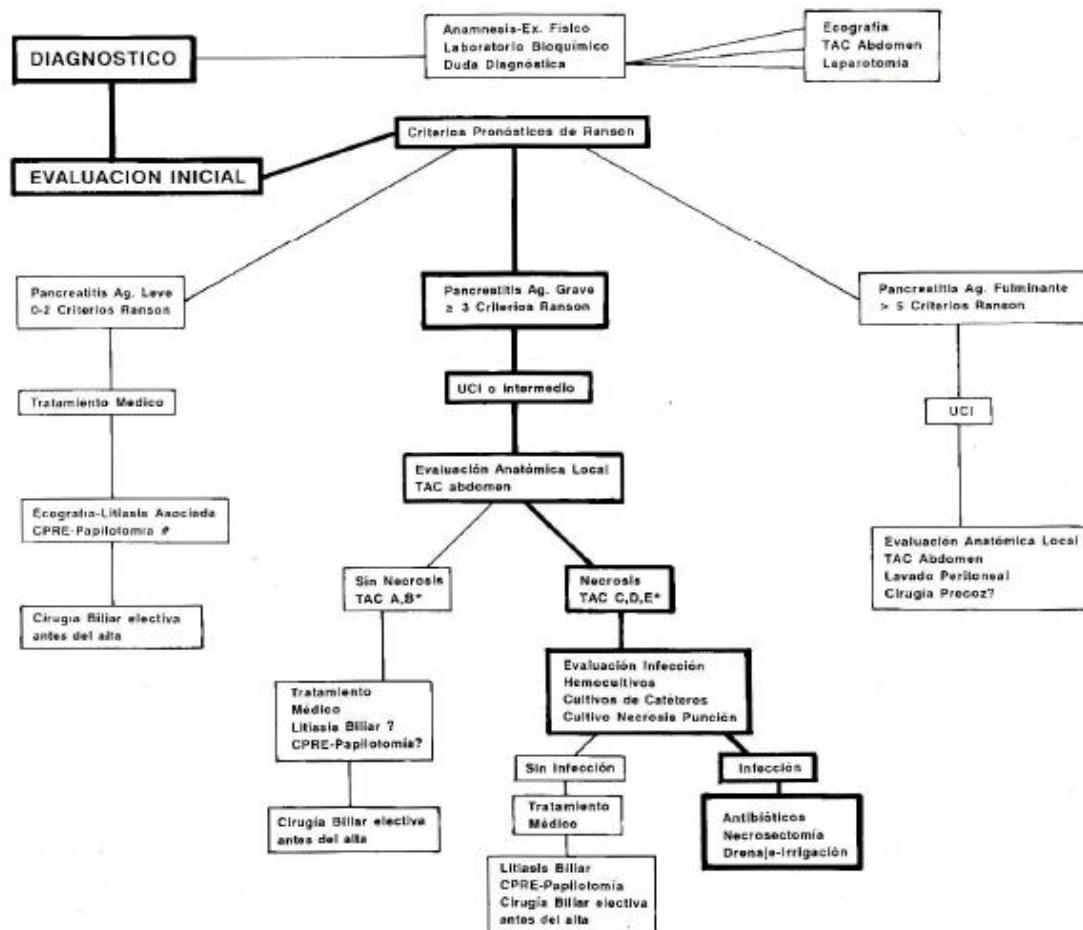 DIAGNOSTICO
Anamnesis-Ex. Físico
Laboratorio Bioquímico
Duda Diagnóstica
Ecografía
TAC Abdomen
Laparotomía
EVALUACION INICIAL
Criterios Pronósticos de Ranson
Pancreatitis Ag. Leve
0-2 Criterios Ranson
Pancreatitis Ag. Grave
≥ 3 Criterios Ranson
Pancreatitis Ag. Fulminante
> 5 Criterios Ranson
Tratamiento Medico
UCI o intermedio
UCI
Evaluación Anatómica Local
TAC abdomen
Ecografía-Litiasis Asociada
CPRE-Papilotomía #
Evaluación Anatómica Local
TAC Abdomen
Lavado Peritoneal
Cirugía Precoz?
Sin Necrosis
TAC A,B*
Necrosis
TAC C,D,E*
Cirugía Biliar electiva
antes del alta
Evaluación Infección
Hemocultivos
Cultivos de Catéteres
Cultivo Necrosis Punción
Tratamiento
Médico
Litiasis Biliar ?
CPRE-Papilotomía?
Sin Infección
Infección
Cirugía Biliar electiva
antes del alta
Tratamiento
Médico
Antibióticos
Necrosectomía
Drenaje-Irrigación
Litiasis Biliar
CPRE-Papilotomía
Cirugía Biliar electiva
antes del alta